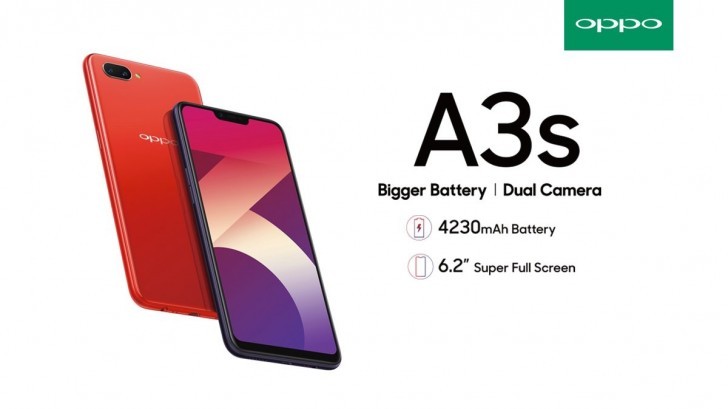 oppo
oppo
A3s
Bigger Battery | Dual Camera
4230mAh Battery
6.2" Super Full Screen